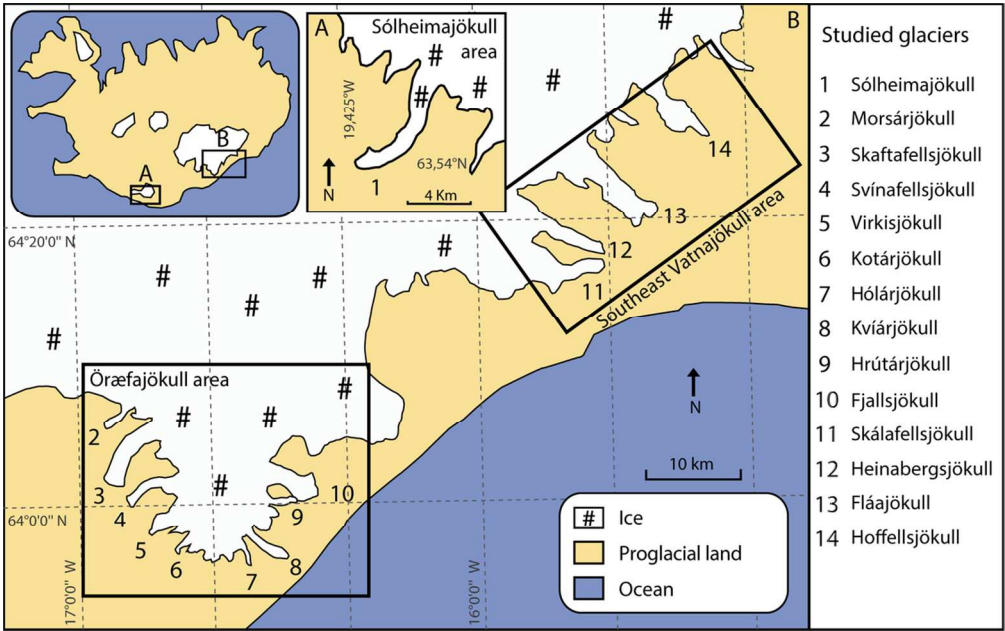 A
B
A
Sólheimajökull
area
#
#
#
19,425°W
63,54°N
N
4 Km
1
B
#
#
14
13
12
11
Southeast Vatnajökull area
64°20'0'' N
#
#
#
#
#
Öræfajökull area
#
#
#
#
2
3
4
5
6
7
8
9
10
64°0'0'' N
17°0'0'' W
16°0'0'' W
N
10 km
# Ice
Proglacial land
Ocean
Studied glaciers
1 Sólheimajökull
2 Morsárjökull
3 Skaftafellsjökull
4 Svínafellsjökull
5 Virkisjökull
6 Kotárjökull
7 Hólárjökull
8 Kvíárjökull
9 Hrútárjökull
10 Fjallsjökull
11 Skálafellsjökull
12 Heinabergsjökull
13 Fláajökull
14 Hoffellsjökull